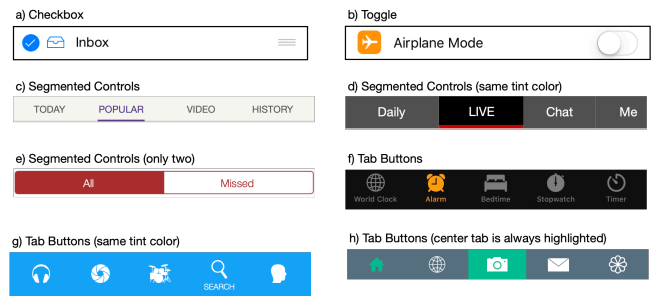 a) Checkbox
Inbox
b) Toggle
Airplane Mode
c) Segmented Controls
TODAY POPULAR VIDEO HISTORY
d) Segmented Controls (same tint color)
Daily LIVE Chat Me
e) Segmented Controls (only two)
All Missed
f) Tab Buttons
World Clock Alarm Bedtime Stopwatch Timer
g) Tab Buttons (same tint color)
SEARCH
h) Tab Buttons (center tab is always highlighted)